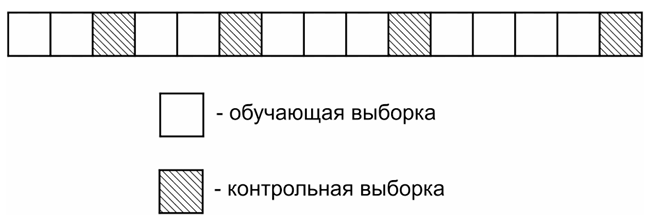 - обучающая выборка
- контрольная выборка